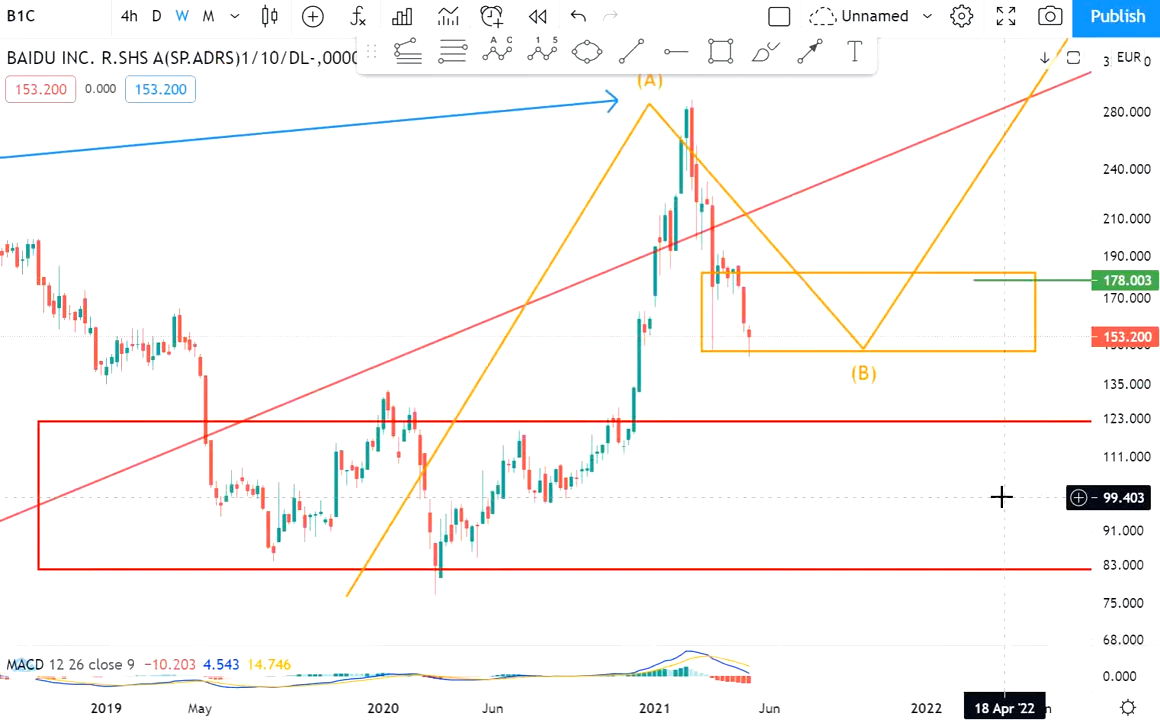 B1C 4h D W M Unnamed Publish
A C 1 5 T
BAIDU INC. R.SHS A(SP.ADRS)1/10/DL-,0000 EUR
153.200 0.000 153.200
(A)
280.000
240.000
210.000
190.000
178.003
170.000
153.200
(B)
135.000
123.000
111.000
99.403
91.000
83.000
75.000
68.000
MACD 12 26 close 9 −10.203 4.543 14.746
0.000
2019 May 2020 Jun 2021 Jun 2022 18 Apr '22